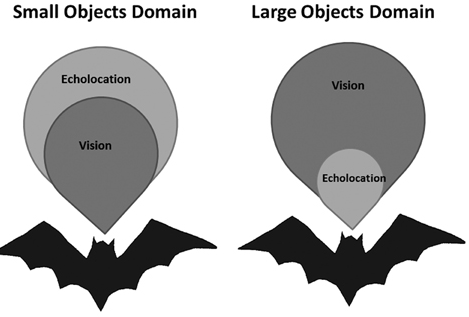 Small Objects Domain
Large Objects Domain
Echolocation
Vision
Vision
Echolocation